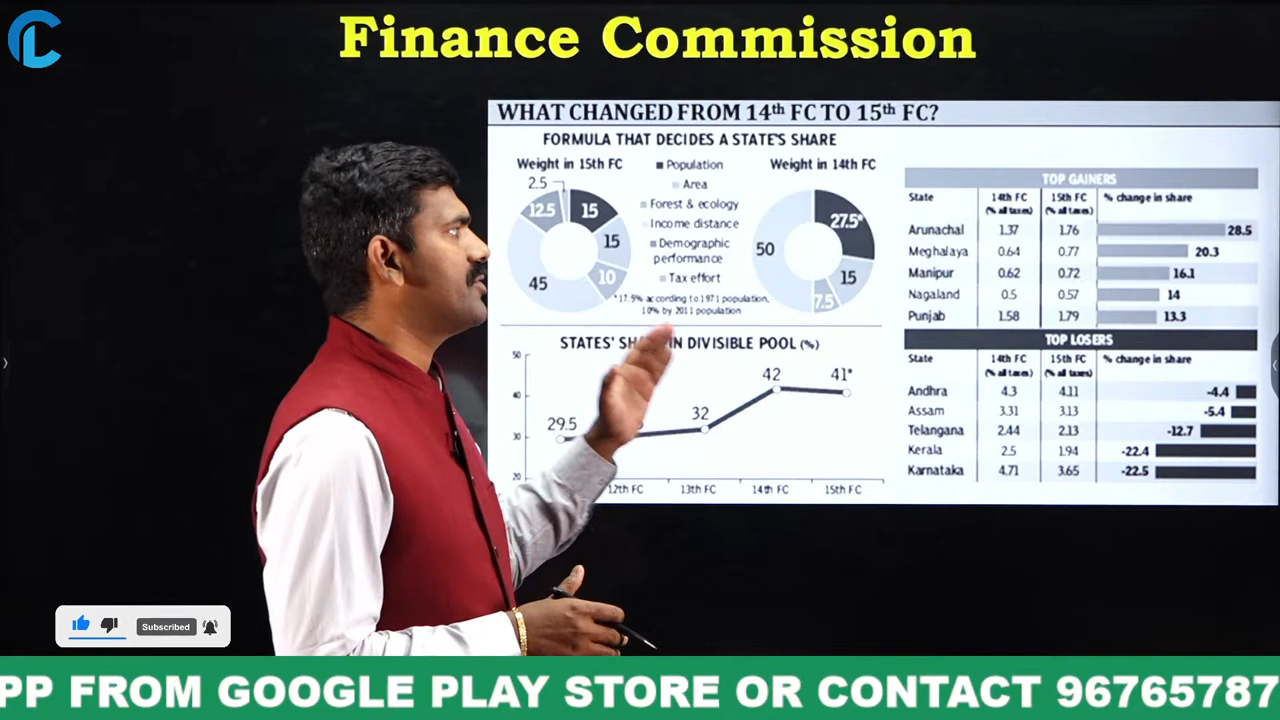 Finance Commission
WHAT CHANGED FROM 14th FC TO 15th FC?
FORMULA THAT DECIDES A STATE'S SHARE
Weight in 15th FC
2.5
12.5
15
15
10
45
Population
Area
Forest & ecology
Income distance
Demographic
performance
Tax effort
Weight in 14th FC
27.5*
50
15
7.5
*17.5% according to 1971 population,
10% by 2011 population
STATES' SH IN DIVISIBLE POOL (%)
50
40
30
20
29.5
32
42
41*
12th FC
13th FC
14th FC
15th FC
TOP GAINERS
State 14th FC 15th FC % change in share
(% all taxes) (% all taxes)
Arunachal 1.37 1.76 28.5
Meghalaya 0.64 0.77 20.3
Manipur 0.62 0.72 16.1
Nagaland 0.5 0.57 14
Punjab 1.58 1.79 13.3
TOP LOSERS
State 14th FC 15th FC % change in share
(% all taxes) (% all taxes)
Andhra 4.3 4.11 -4.4
Assam 3.31 3.13 -5.4
Telangana 2.44 2.13 -12.7
Kerala 2.5 1.94 -22.4
Karnataka 4.71 3.65 -22.5
Subscribed
PP FROM GOOGLE PLAY STORE OR CONTACT 96765787